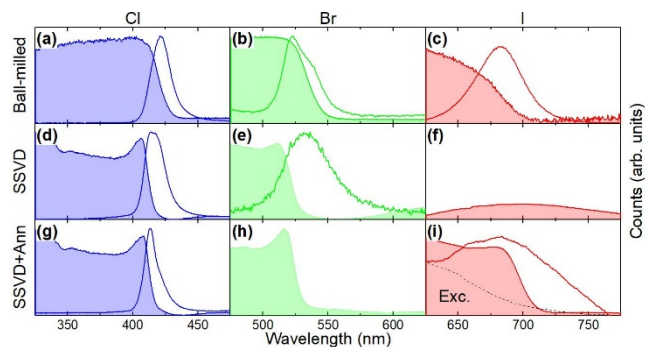 Cl Br I
Ball-milled
(a) (b) (c)
SSVD
(d) (e) (f)
SSVD+Ann
(g) (h) (i)
Exc.
Counts (arb. units)
350 400 450 500 550 600 650 700 750
Wavelength (nm)